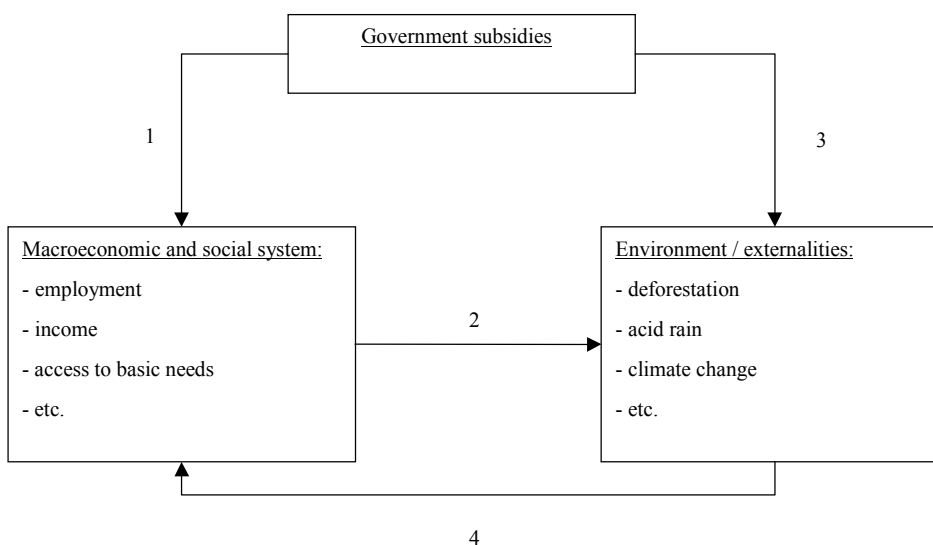 Government subsidies
1
3
Macroeconomic and social system:
- employment
- income
- access to basic needs
- etc.
2
Environment / externalities:
- deforestation
- acid rain
- climate change
- etc.
4